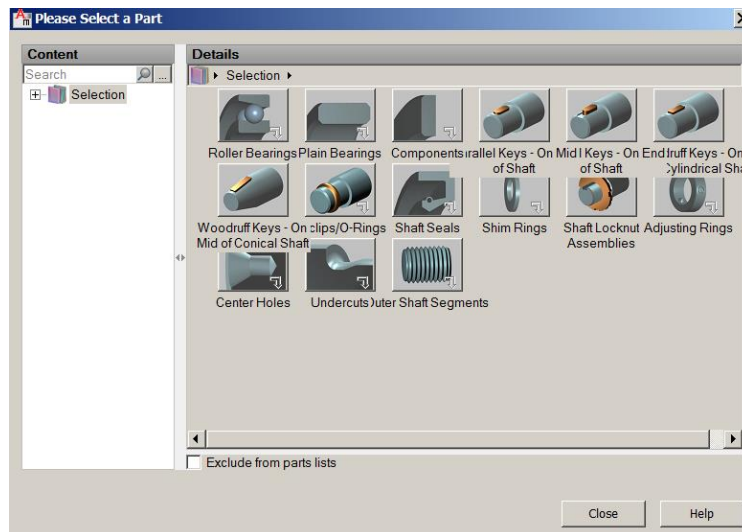 Please Select a Part
Content
Details
Search
...
Selection
Selection
Roller Bearings
Plain Bearings
Components
rallel Keys - On
of Shaft
Mid
l Keys - On
of Shaft
End
druff Keys - On
Cylindrical Sha
Woodruff Keys - On
Mid of Conical Shaft
clips/O-Rings
Shaft Seals
Shim Rings
Shaft Locknut
Assemblies
Adjusting Rings
Center Holes
Undercuts
Outer Shaft Segments
Exclude from parts lists
Close
Help